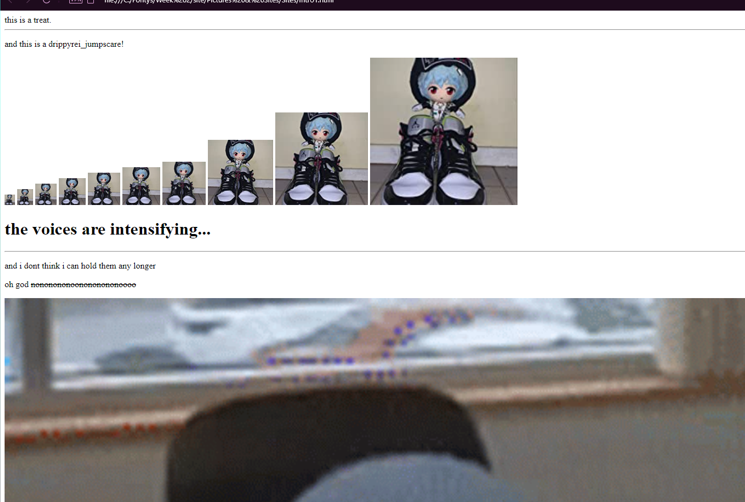 this is a treat.
and this is a drippyrei_jumpscare!
the voices are intensifying...
and i dont think i can hold them any longer
oh god